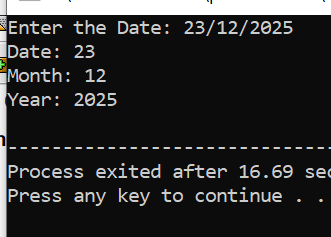 Enter the Date: 23/12/2025
Date: 23
Month: 12
Year: 2025
--------------------------------
Process exited after 16.69 sec
Press any key to continue . .